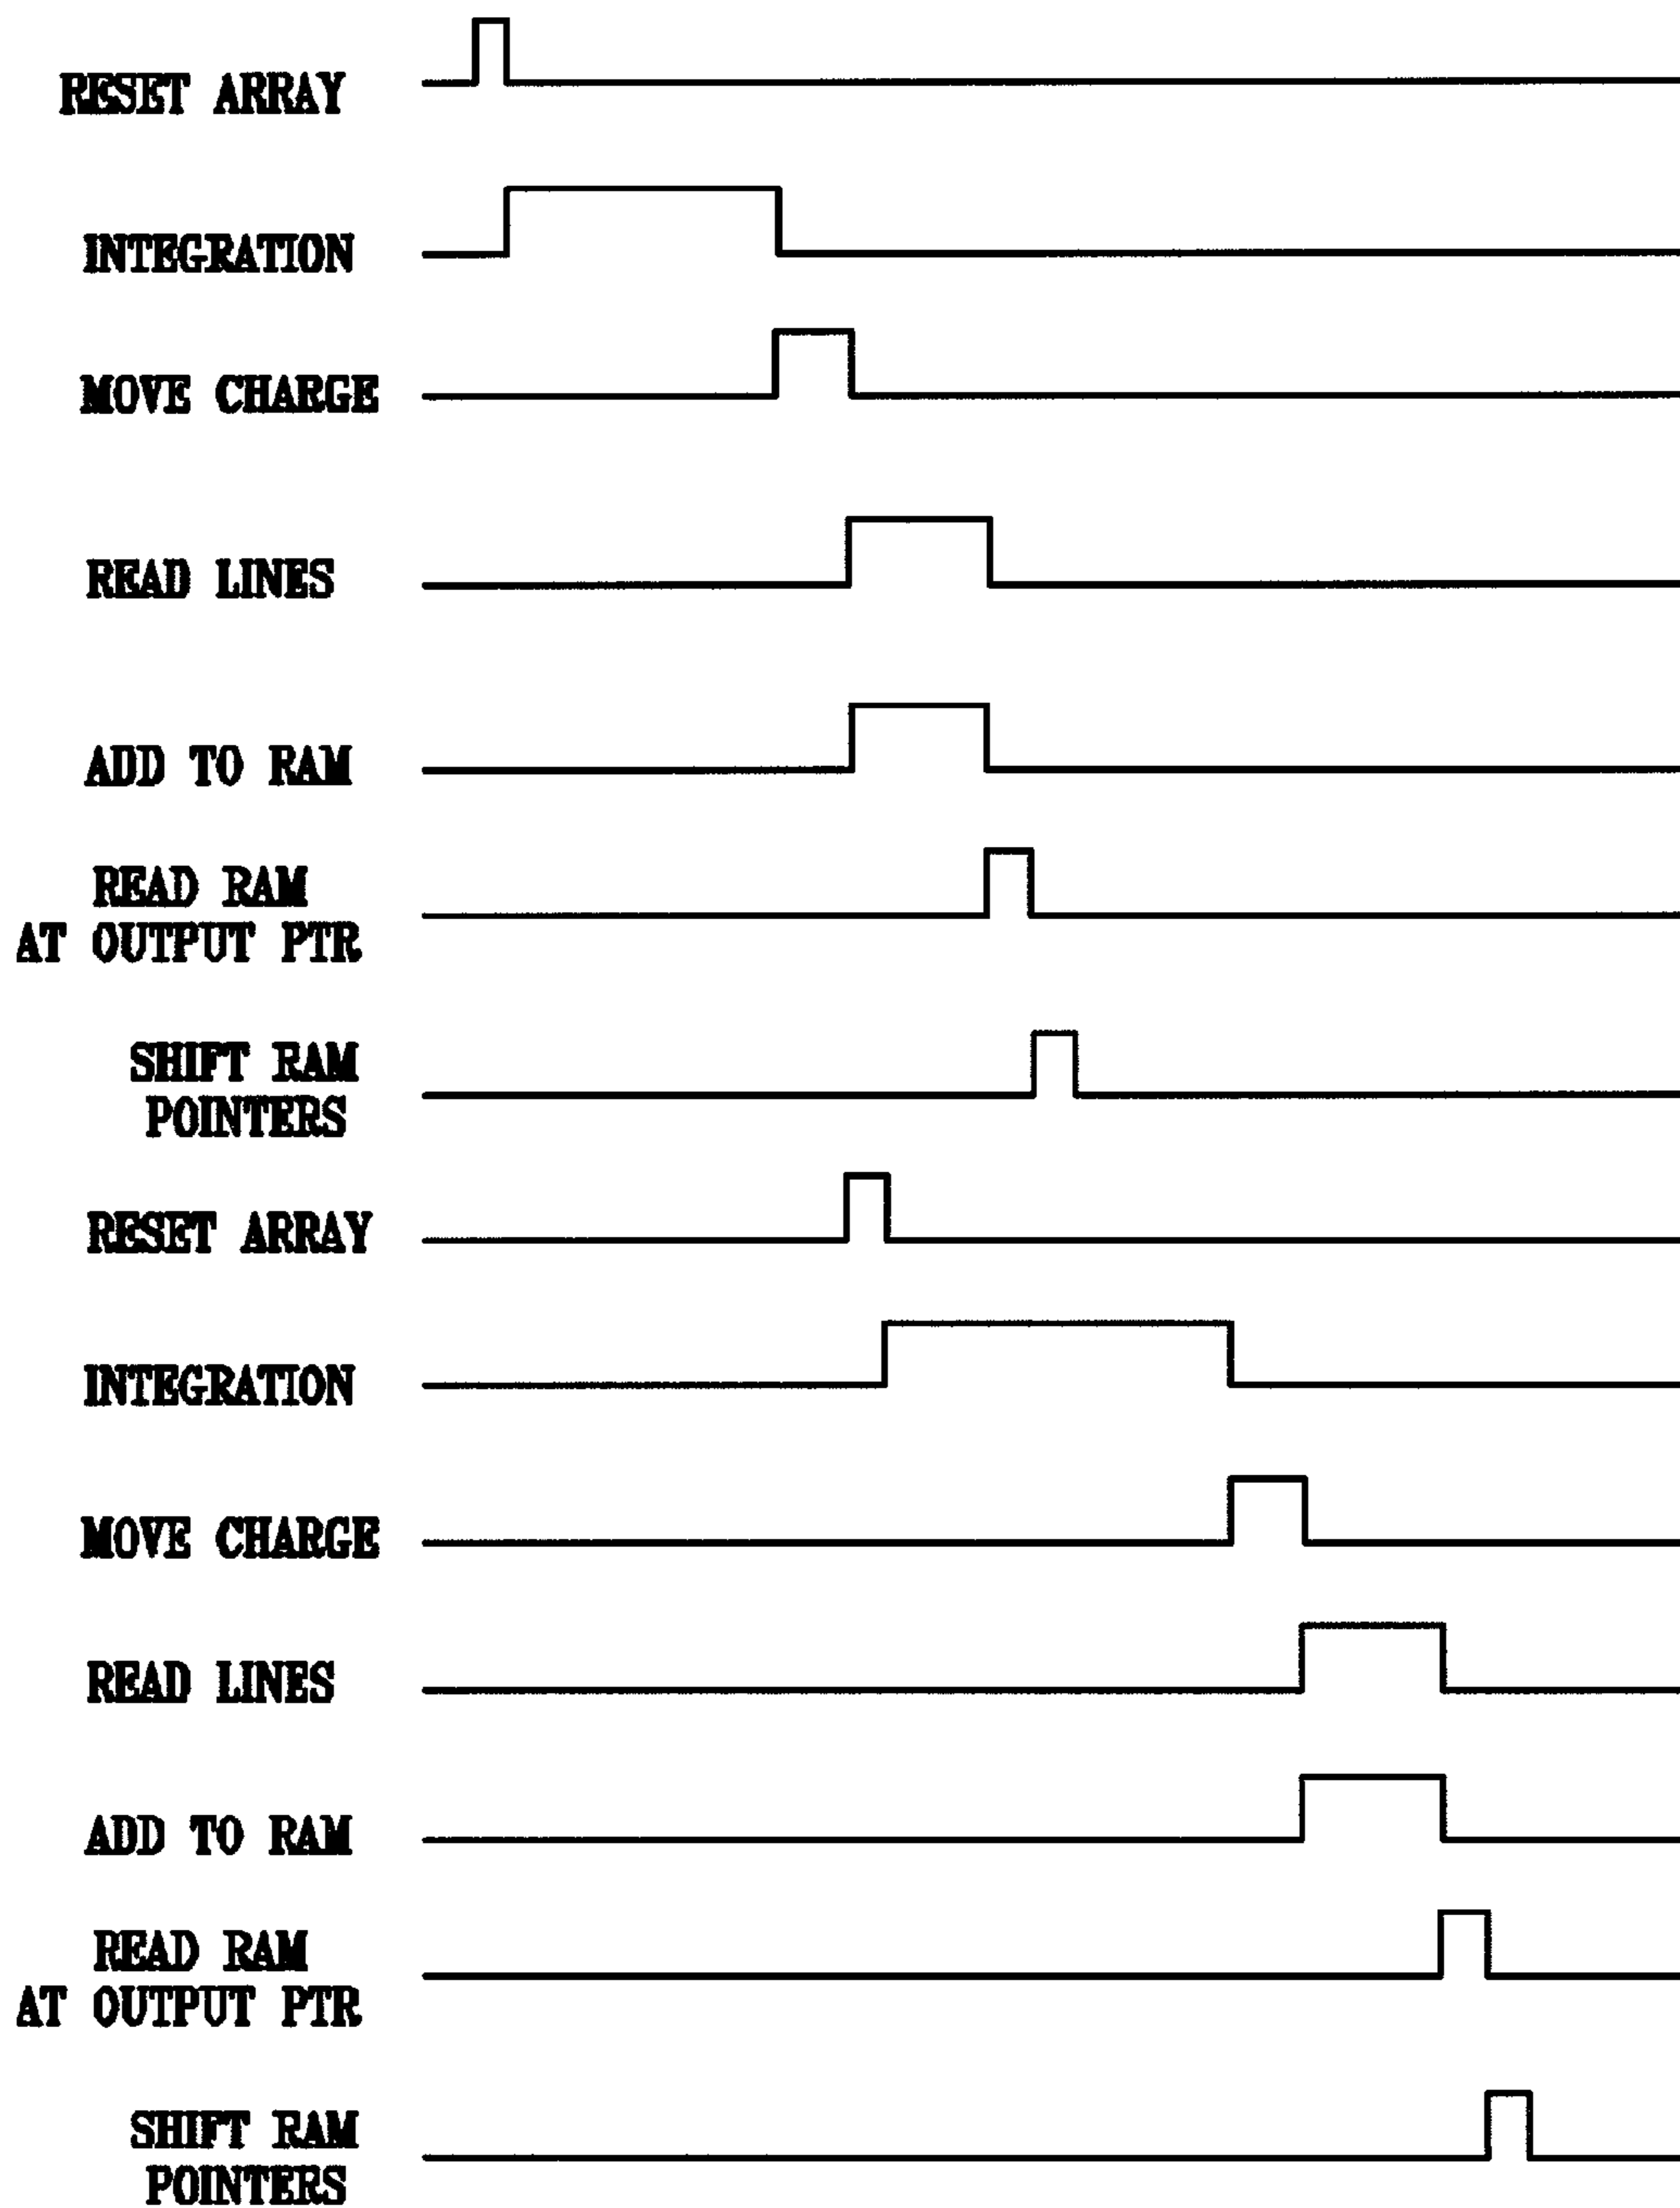 RESET ARRAY
INTEGRATION
MOVE CHARGE
READ LINES
ADD TO RAM
READ RAM
AT OUTPUT PTR
SHIFT RAM
POINTERS
RESET ARRAY
INTEGRATION
MOVE CHARGE
READ LINES
ADD TO RAM
READ RAM
AT OUTPUT PTR
SHIFT RAM
POINTERS